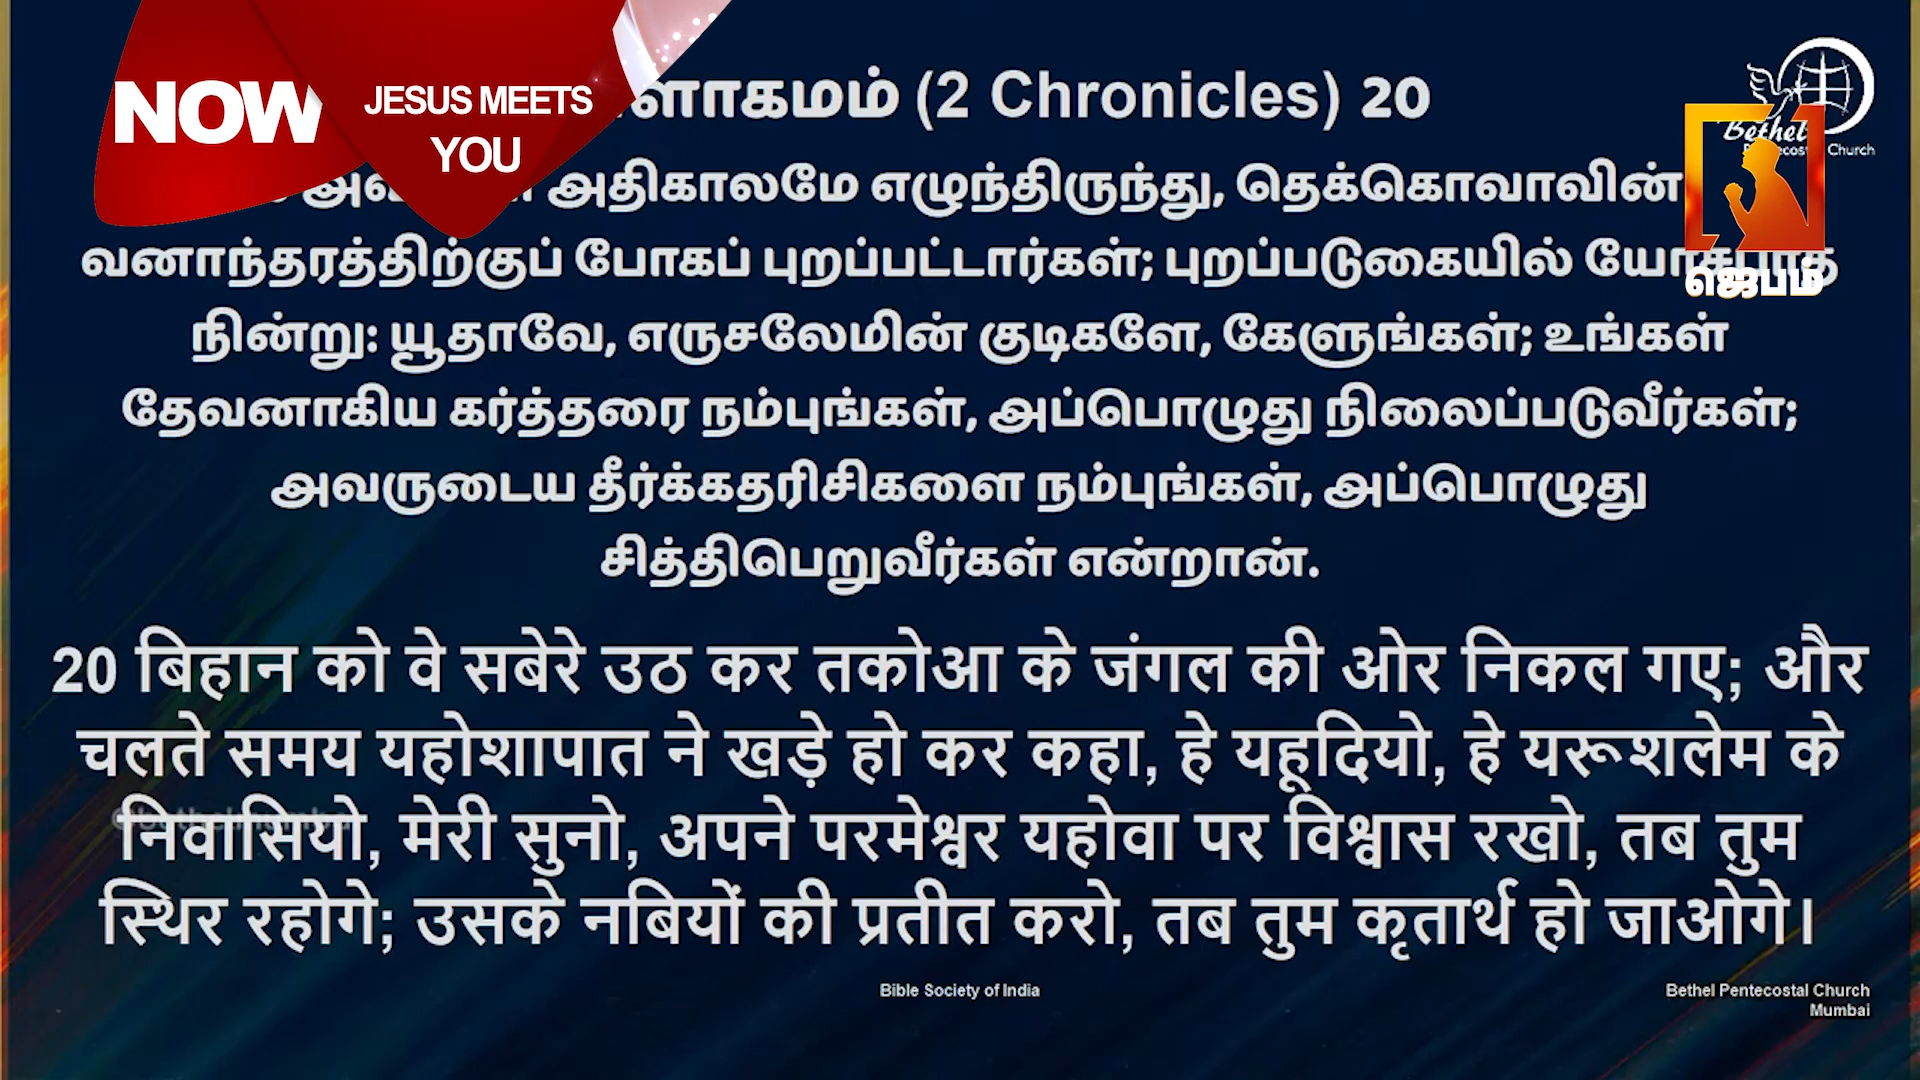 NOW
JESUS MEETS
YOU
(2 Chronicles) 20
Bethel
Church
அதிகாலமே எழுந்திருந்து, தெக்கொவாவின்
வனாந்தரத்திற்குப் போகப் புறப்பட்டார்கள்; புறப்படுகையில்
ஜெபம்
நின்று: யூதாவே, எருசலேமின் குடிகளே, கேளுங்கள்; உங்கள்
தேவனாகிய கர்த்தரை நம்புங்கள், அப்பொழுது நிலைப்படுவீர்கள்;
அவருடைய தீர்க்கதரிசிகளை நம்புங்கள், அப்பொழுது
சித்திபெறுவீர்கள் என்றான்.
20 बिहान को वे सबेरे उठ कर तकोआ के जंगल की ओर निकल गए; और
चलते समय यहोशापात ने खड़े हो कर कहा, हे यहूदियो, हे यरूशलेम के
निवासियो, मेरी सुनो, अपने परमेश्वर यहोवा पर विश्वास रखो, तब तुम
स्थिर रहोगे; उसके नबियों की प्रतीत करो, तब तुम कृतार्थ हो जाओगे।
Bible Society of India
Bethel Pentecostal Church
Mumbai